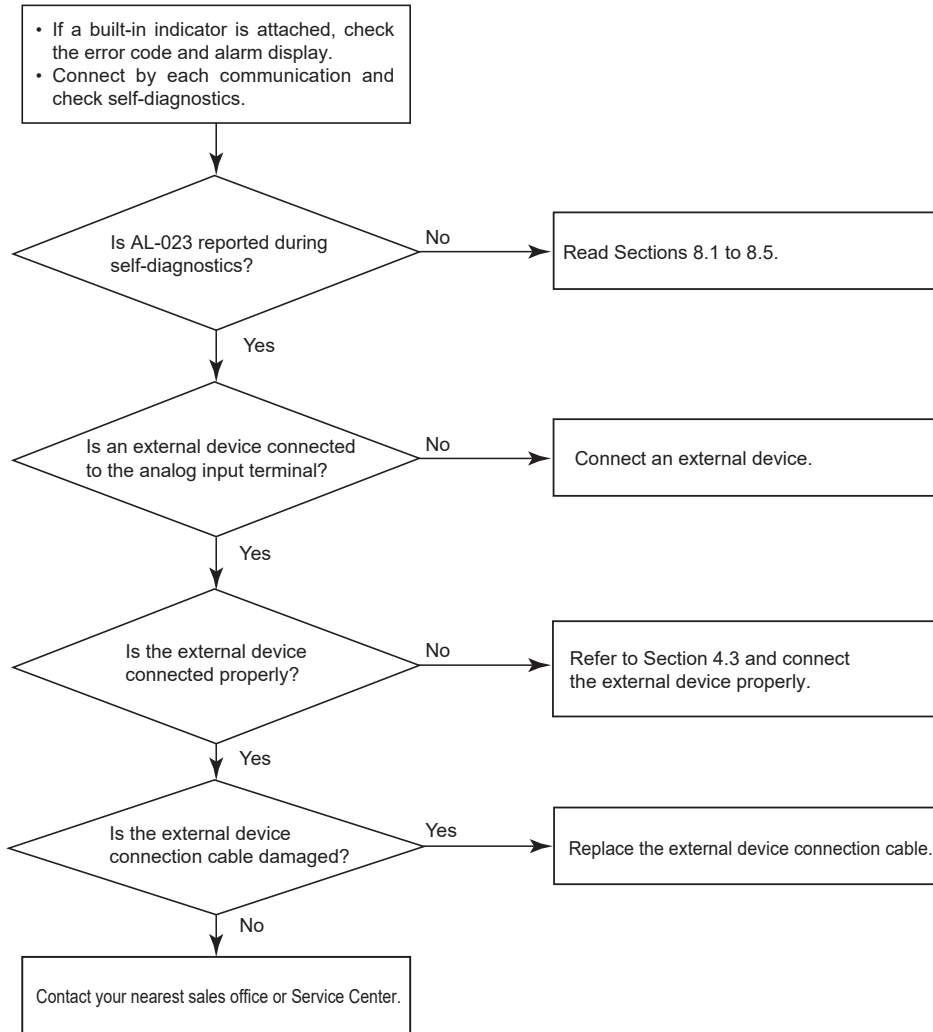 • If a built-in indicator is attached, check
the error code and alarm display.
• Connect by each communication and
check self-diagnostics.
Is AL-023 reported during
self-diagnostics?
No
Read Sections 8.1 to 8.5.
Yes
Is an external device connected
to the analog input terminal?
No
Connect an external device.
Yes
Is the external device
connected properly?
No
Refer to Section 4.3 and connect
the external device properly.
Yes
Is the external device
connection cable damaged?
Yes
Replace the external device connection cable.
No
Contact your nearest sales office or Service Center.